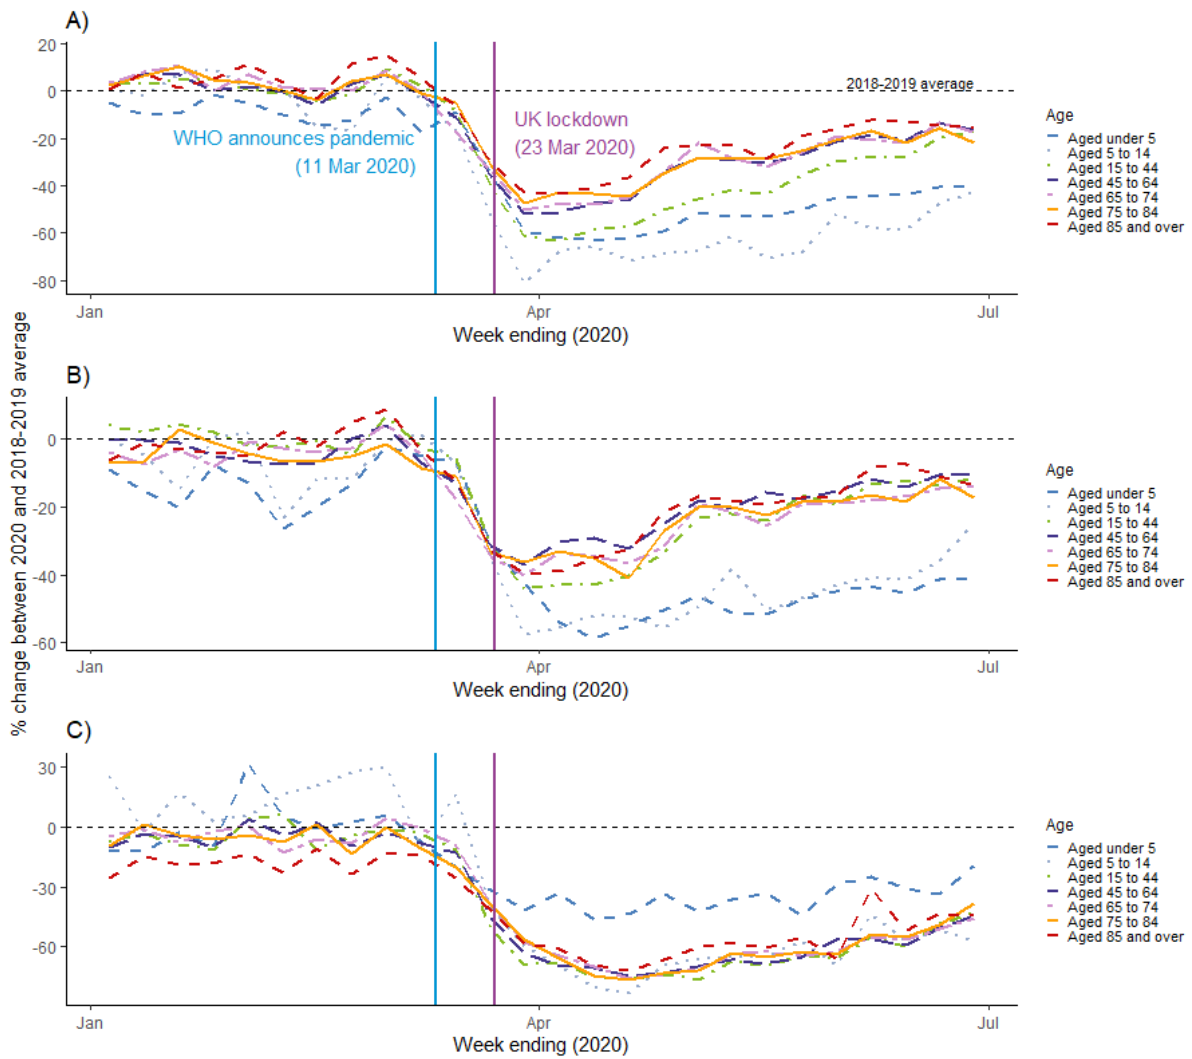 A)
20
0
-20
-40
-60
-80
2018-2019 average
WHO announces pandemic
(11 Mar 2020)
UK lockdown
(23 Mar 2020)
Jan
Apr
Jul
Week ending (2020)
Age
Aged under 5
Aged 5 to 14
Aged 15 to 44
Aged 45 to 64
Aged 65 to 74
Aged 75 to 84
Aged 85 and over
% change between 2020 and 2018-2019 average
B)
0
-20
-40
-60
Jan
Apr
Jul
Week ending (2020)
Age
Aged under 5
Aged 5 to 14
Aged 15 to 44
Aged 45 to 64
Aged 65 to 74
Aged 75 to 84
Aged 85 and over
C)
30
0
-30
-60
Jan
Apr
Jul
Week ending (2020)
Age
Aged under 5
Aged 5 to 14
Aged 15 to 44
Aged 45 to 64
Aged 65 to 74
Aged 75 to 84
Aged 85 and over